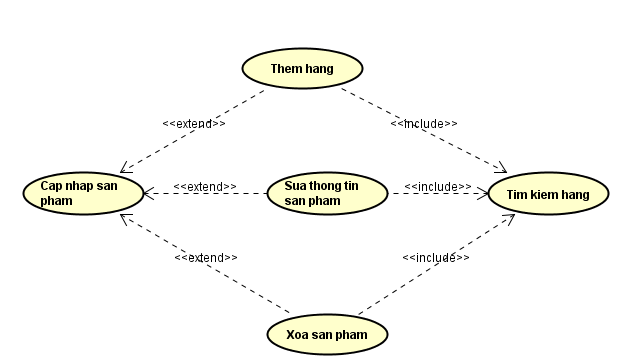 Them hang
<<extend>>
<<include>>
Cap nhap san
pham
<<extend>>
Sua thong tin
san pham
<<include>>
Tim kiem hang
<<extend>>
<<include>>
Xoa san pham